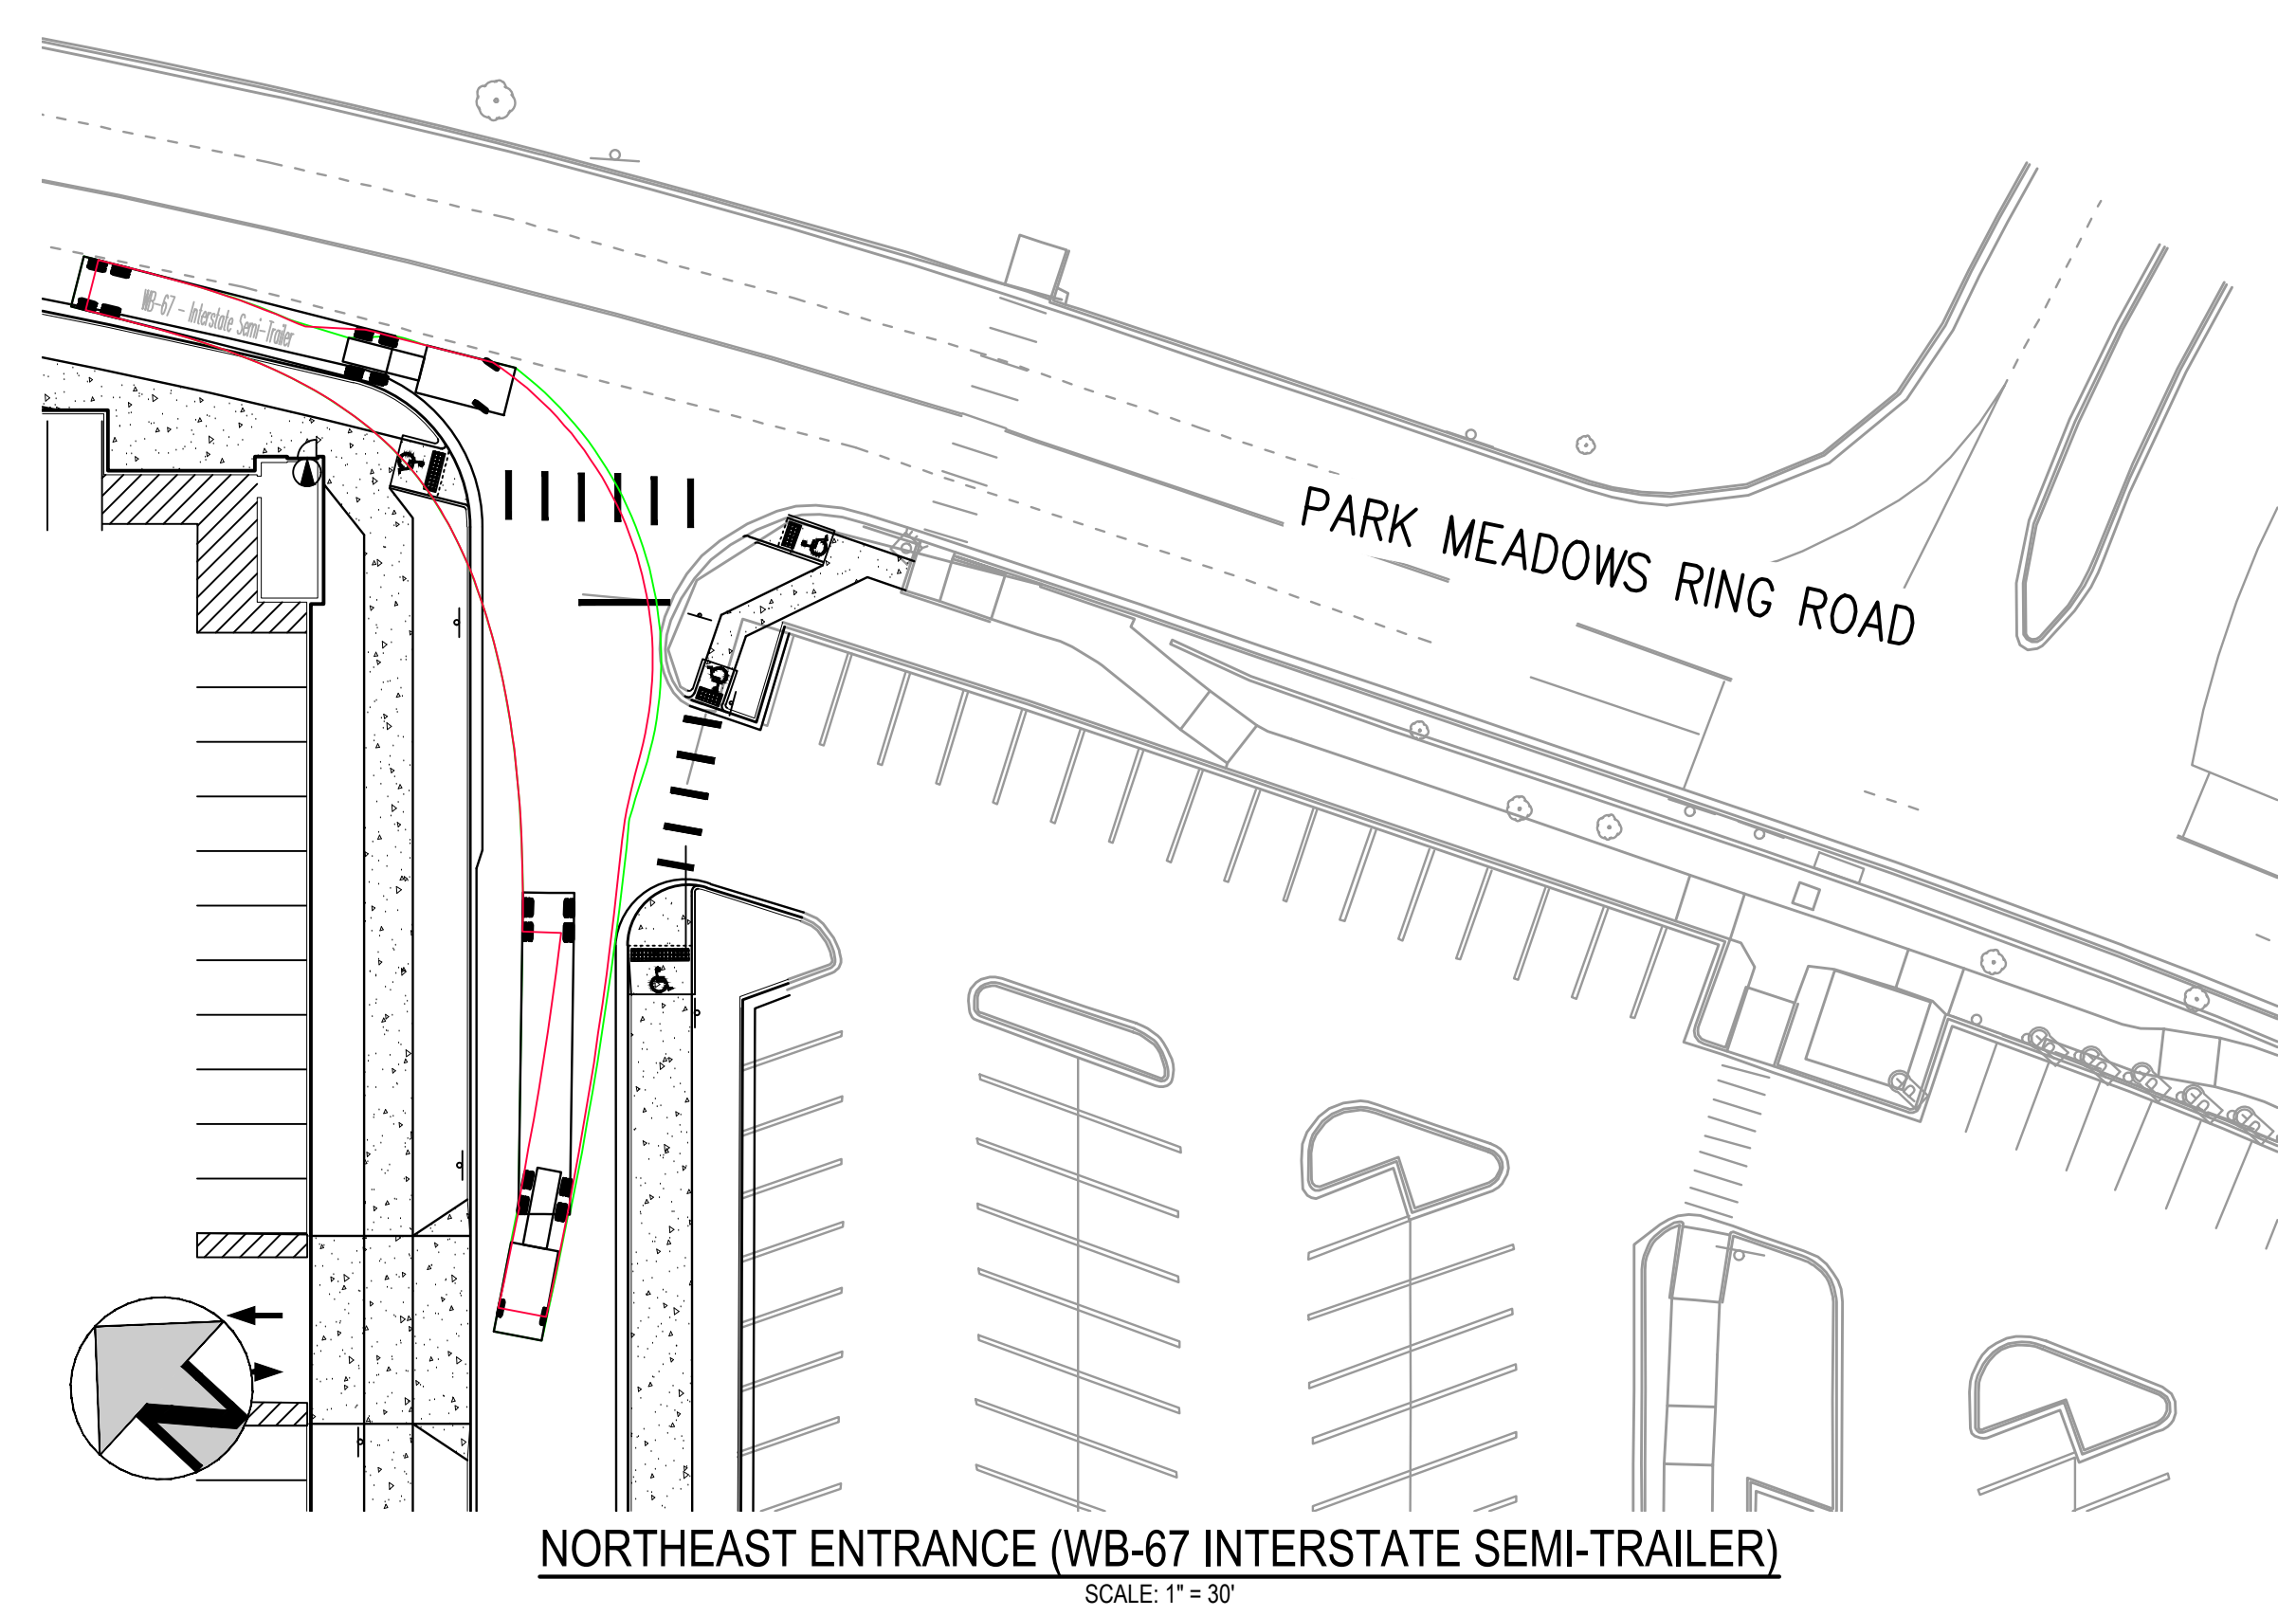 WB-67 - Interstate Semi-Trailer
PARK MEADOWS RING ROAD
N
NORTHEAST ENTRANCE (WB-67 INTERSTATE SEMI-TRAILER)
SCALE: 1" = 30'